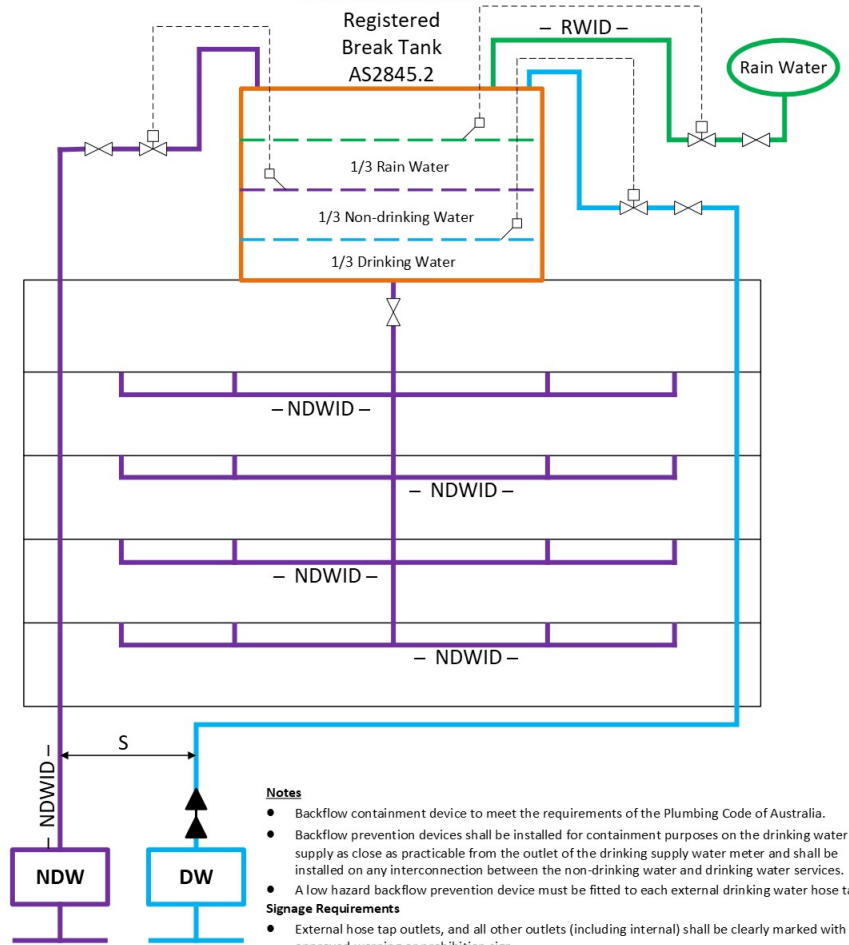 Registered
Break Tank
AS2845.2
– RWID –
Rain Water
1/3 Rain Water
1/3 Non-drinking Water
1/3 Drinking Water
– NDWID –
– NDWID –
– NDWID –
– NDWID –
S
– NDWID –
NDW
DW
Notes
● Backflow containment device to meet the requirements of the Plumbing Code of Australia.
● Backflow prevention devices shall be installed for containment purposes on the drinking water
supply as close as practicable from the outlet of the drinking supply water meter and shall be
installed on any interconnection between the non-drinking water and drinking water services.
● A low hazard backflow prevention device must be fitted to each external drinking water hose ta
Signage Requirements
● External hose tap outlets, and all other outlets (including internal) shall be clearly marked with